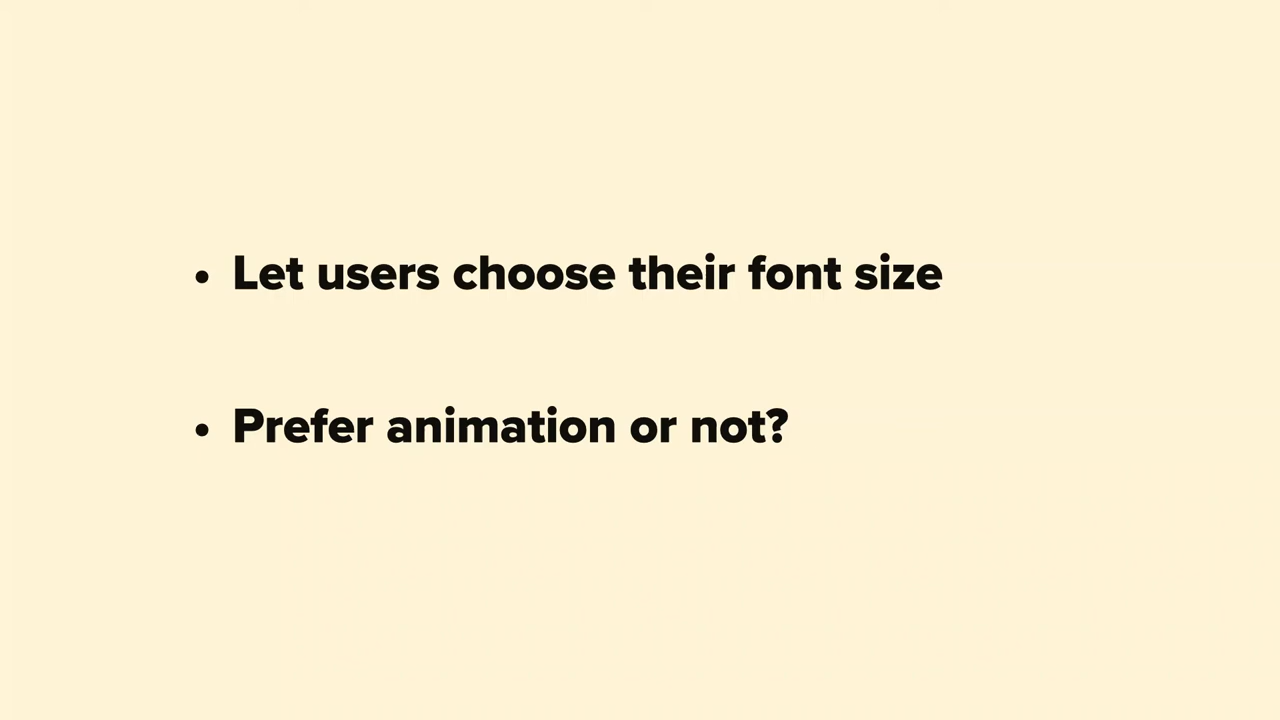 • Let users choose their font size
• Prefer animation or not?